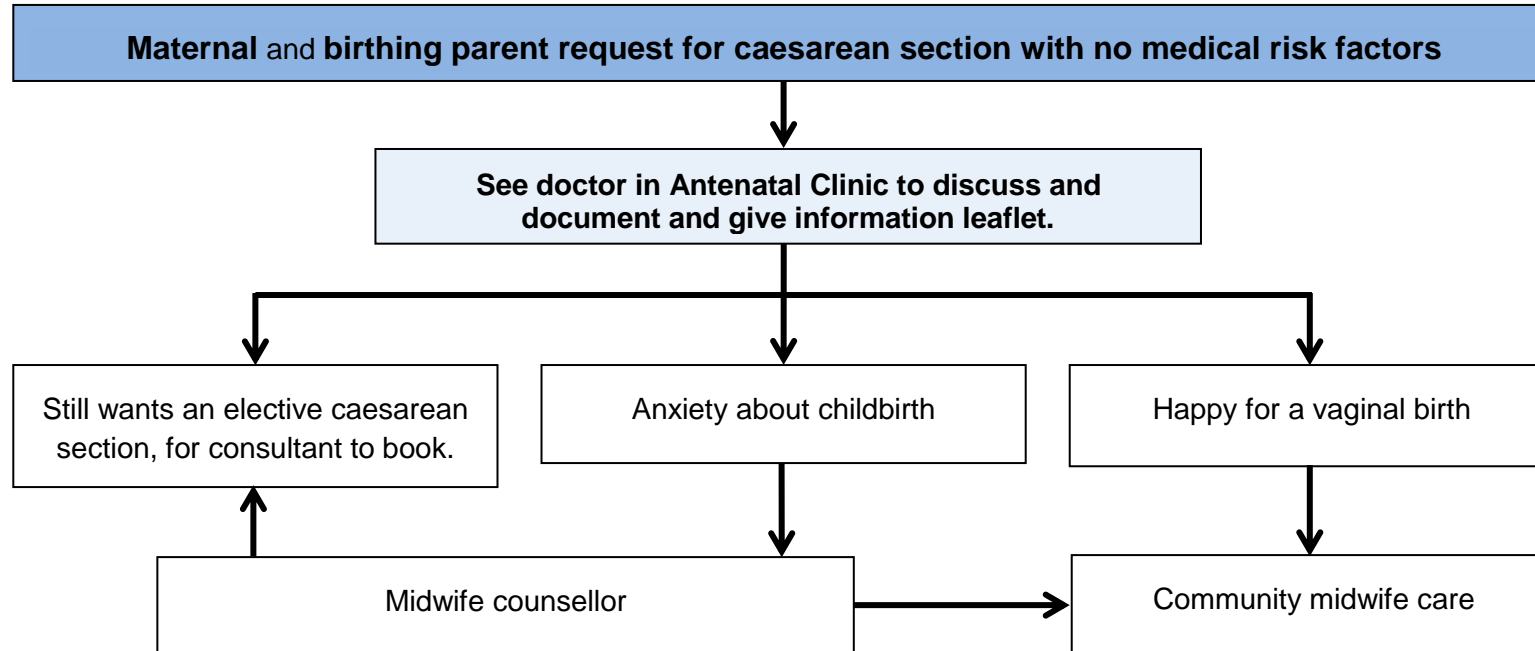 Maternal and birthing parent request for caesarean section with no medical risk factors
See doctor in Antenatal Clinic to discuss and
document and give information leaflet.
Still wants an elective caesarean
section, for consultant to book.
Anxiety about childbirth
Happy for a vaginal birth
Midwife counsellor
Community midwife care